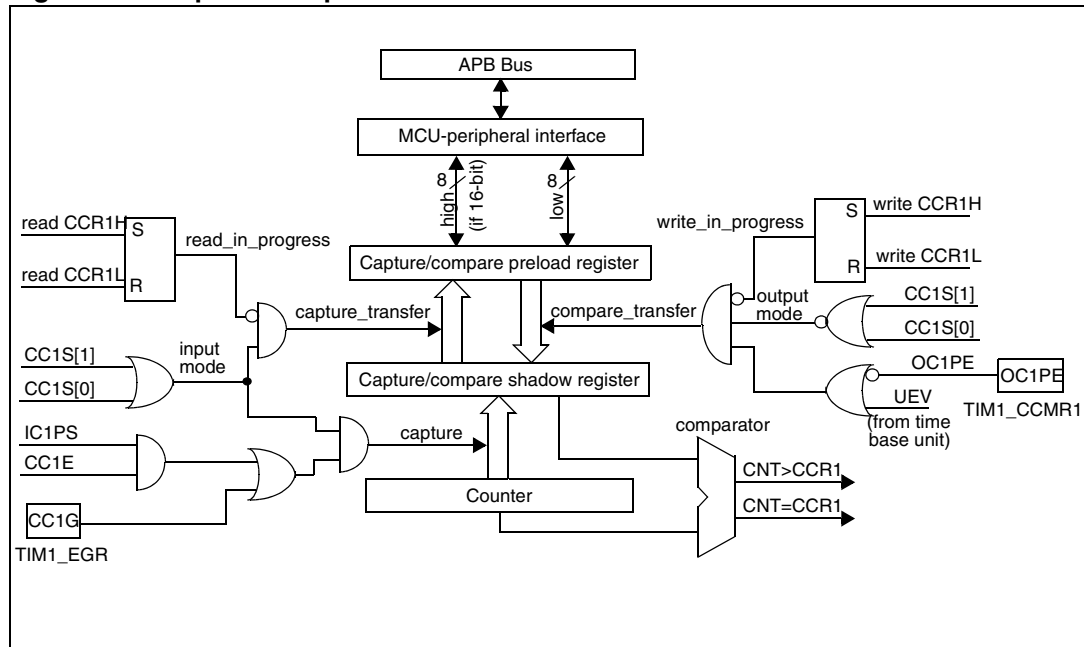 APB Bus
MCU-peripheral interface
8
high
(if 16-bit)
8
low
read CCR1H
S
read_in_progress
read CCR1L
R
write_in_progress
S
write CCR1H
R
write CCR1L
Capture/compare preload register
capture_transfer
compare_transfer
output
mode
CC1S[1]
CC1S[0]
input
mode
CC1S[1]
CC1S[0]
Capture/compare shadow register
OC1PE
OC1PE
UEV
TIM1_CCMR1
(from time
base unit)
IC1PS
CC1E
capture
comparator
Counter
CNT>CCR1
CNT=CCR1
CC1G
TIM1_EGR